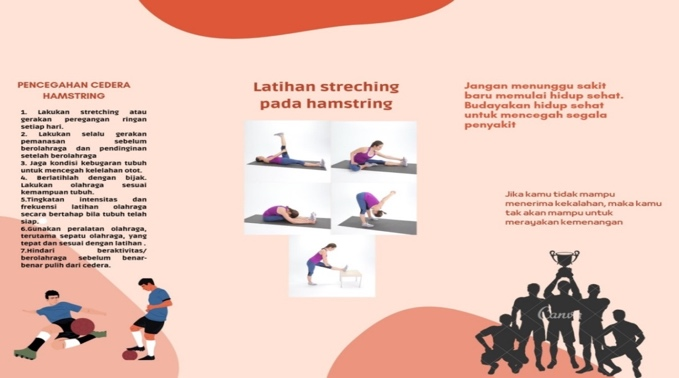 PENCEGAHAN CEDERA
HAMSTRING
1. Lakukan stretching atau
gerakan peregangan ringan
setiap hari.
2. Lakukan selalu gerakan
pemanasan sebelum
berolahraga dan pendinginan
setelah berolahraga
3. Jaga kondisi kebugaran tubuh
untuk mencegah kelelahan otot.
4. Berlatihlah dengan bijak.
Lakukan olahraga sesuai
kemampuan tubuh.
5.Tingkatan intensitas dan
frekuensi latihan olahraga
secara bertahap bila tubuh telah
siap.
6.Gunakan peralatan olahraga,
terutama sepatu olahraga, yang
tepat dan sesuai dengan latihan .
7.Hindari beraktivitas/
berolahraga sebelum benar-
benar pulih dari cedera.
Latihan streching
pada hamstring
Jangan menunggu sakit
baru memulai hidup sehat.
Budayakan hidup sehat
untuk mencegah segala
penyakit
Jika kamu tidak mampu
menerima kekalahan, maka kamu
tak akan mampu untuk
merayakan kemenangan
Canva